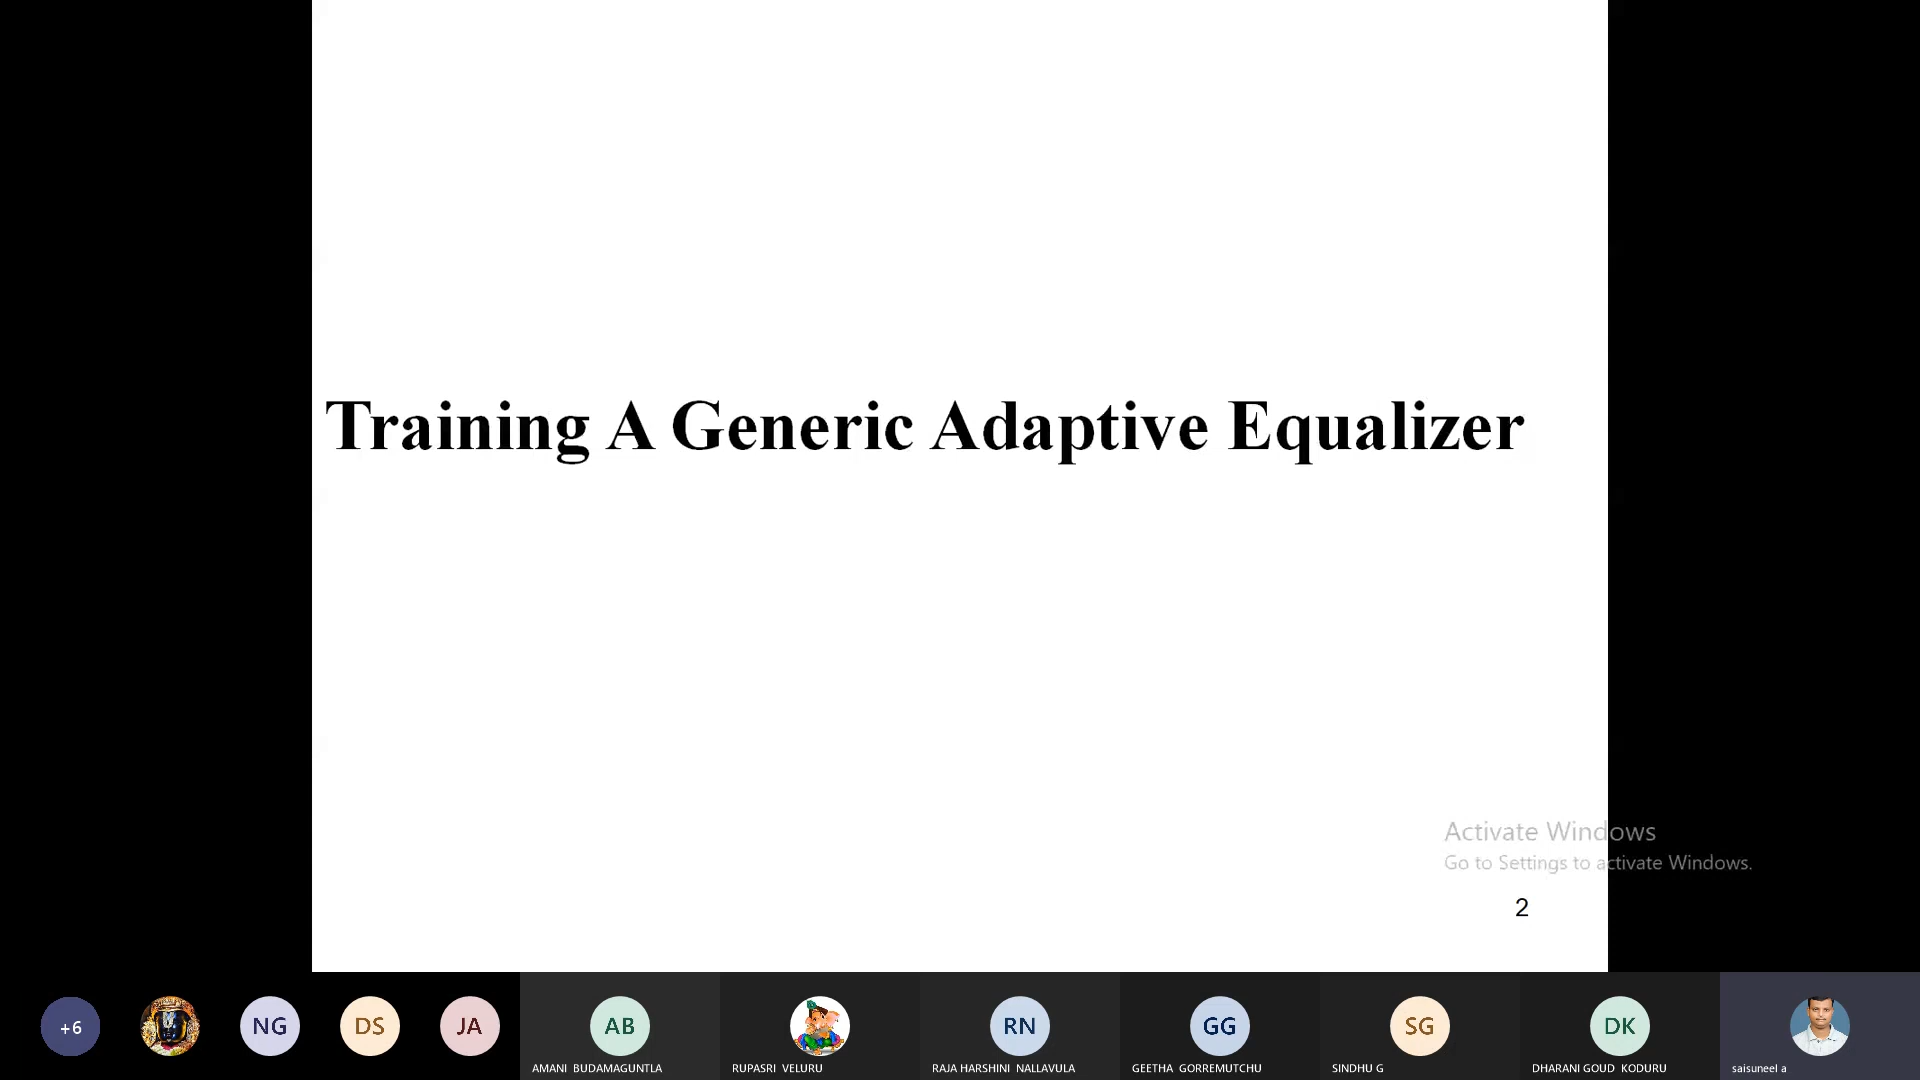 Training A Generic Adaptive Equalizer
Activate Windows
Go to Settings to activate Windows.
2
+6
NG
DS
JA
AB
RN
GG
SG
DK
AMANI BUDAMAGUNTLA
RUPASRI VELURU
RAJA HARSHINI NALLAVULA
GEETHA GORREMUTCHU
SINDHU G
DHARANI GOUD KODURU
saisuneel a